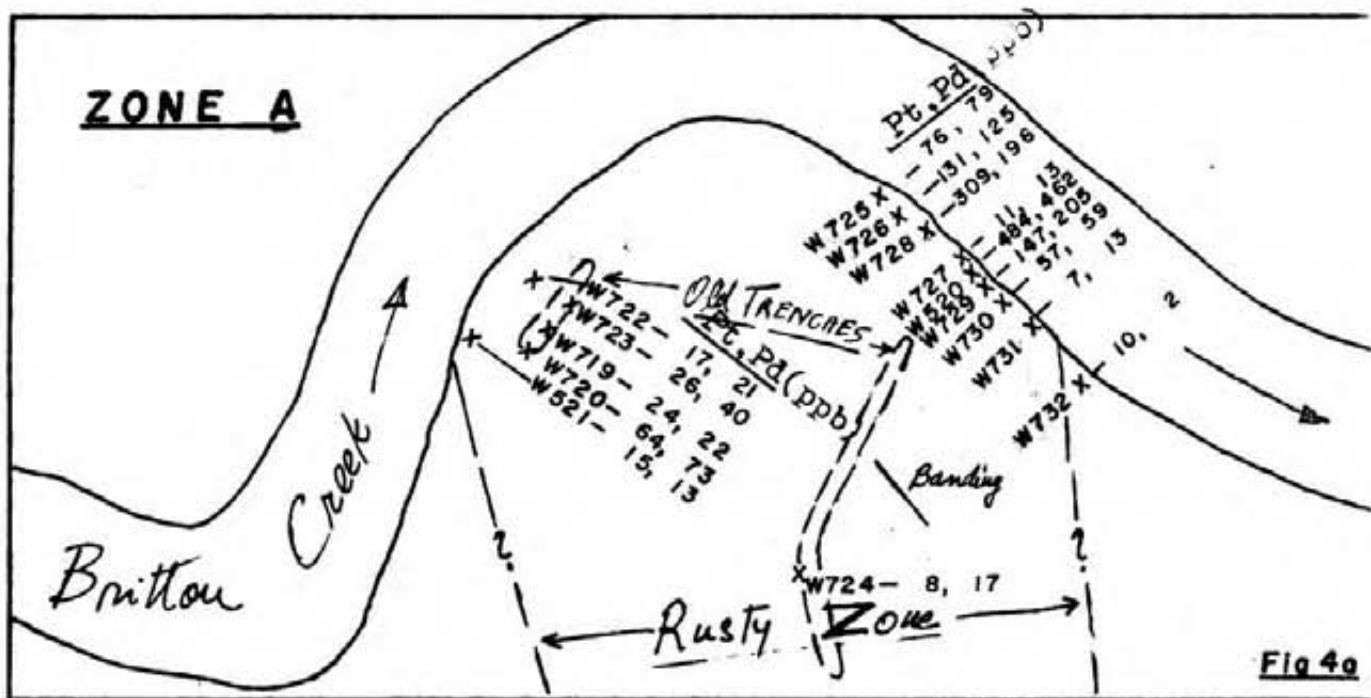 ZONE A
Pt, Pd ppb)
76, 79
131, 125
309, 196
11, 13
484, 462
147, 205
57, 59
7, 13
10, 2
W725 X
W726 X
W728 X
W727 X
W520 X
W729 X
W730 X
W731 X
W732 X
Old TRENCHES
Pt, Pd (ppb)
W722 - 17, 21
W723 - 26, 40
W719 - 24, 22
W720 - 64, 73
W521 - 15, 13
Banding
Creek
Britton
?
?
W724 - 8, 17
Rusty Zone
Fig 4a